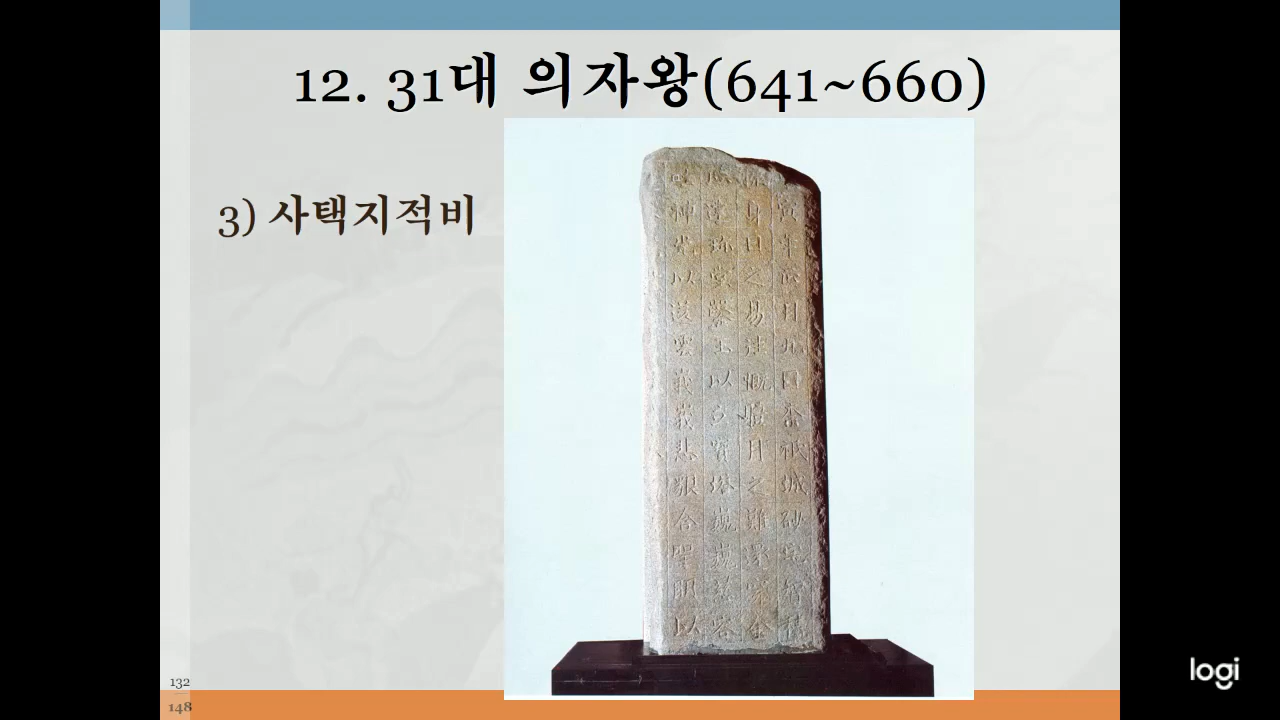 12. 31대 의자왕(641~660)
3) 사택지적비
寅年正月九日奈祇城砂宅智積
慷身日之易往慨體月之難還穿金
以建珍堂鑿玉以立寶塔巍巍慈容
吐神光以送雲峨峨悲貌含聖明以
132
148
logi